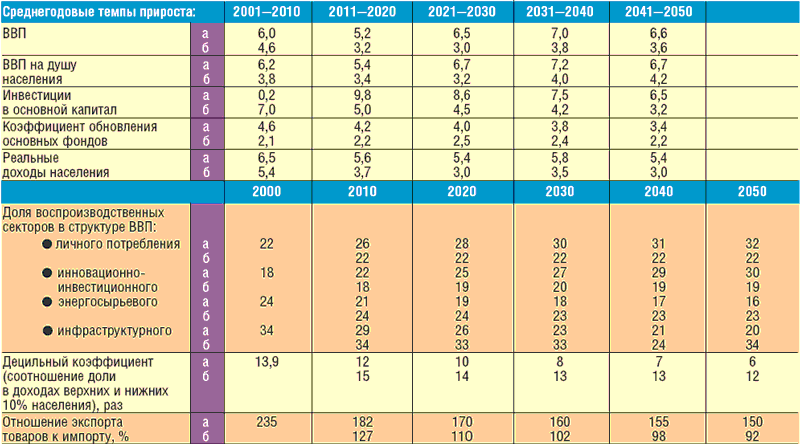 Среднегодовые темпы прироста: 2001—2010 2011—2020 2021—2030 2031—2040 2041—2050
ВВП а 6,0 5,2 6,5 7,0 6,6
б 4,6 3,2 3,0 3,8 3,6
ВВП на душу а 6,2 5,4 6,7 7,2 6,7
населения б 3,8 3,4 3,2 4,0 4,2
Инвестиции а 0,2 9,8 8,6 7,5 6,5
в основной капитал б 7,0 5,0 4,5 4,2 3,2
Коэффициент обновления а 4,6 4,2 4,0 3,8 3,4
основных фондов б 2,1 2,2 2,5 2,4 2,2
Реальные а 6,5 5,6 5,4 5,8 5,4
доходы населения б 5,4 3,7 3,0 3,5 3,0
2000 2010 2020 2030 2040 2050
Доля воспроизводственных
секторов в структуре ВВП:
● личного потребления а 22 26 28 30 31 32
б 22 22 22 22 22
● инновационно- а 18 22 25 27 29 30
инвестиционного б 18 19 20 19 19
● энергосырьевого а 24 21 19 18 17 16
б 24 24 23 23 23
● инфраструктурного а 34 29 26 23 21 20
б 34 33 33 24 34
Децильный коэффициент а 13,9 12 10 8 7 6
(соотношение доли б 15 14 13 13 12
в доходах верхних и нижних
10% населения), раз
Отношение экспорта а 235 182 170 160 155 150
товаров к импорту, % б 127 110 102 98 92